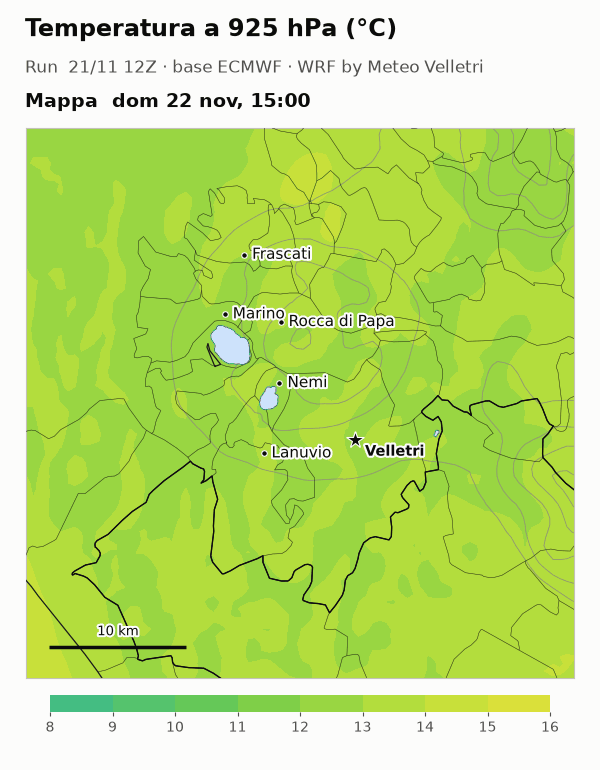 Temperatura a 925 hPa (°C)
Run  21/11 12Z · base ECMWF · WRF by Meteo Velletri
Mappa  dom 22 nov, 15:00
Frascati
Marino
Rocca di Papa
Nemi
Velletri
Lanuvio
10 km
8 9 10 11 12 13 14 15 16